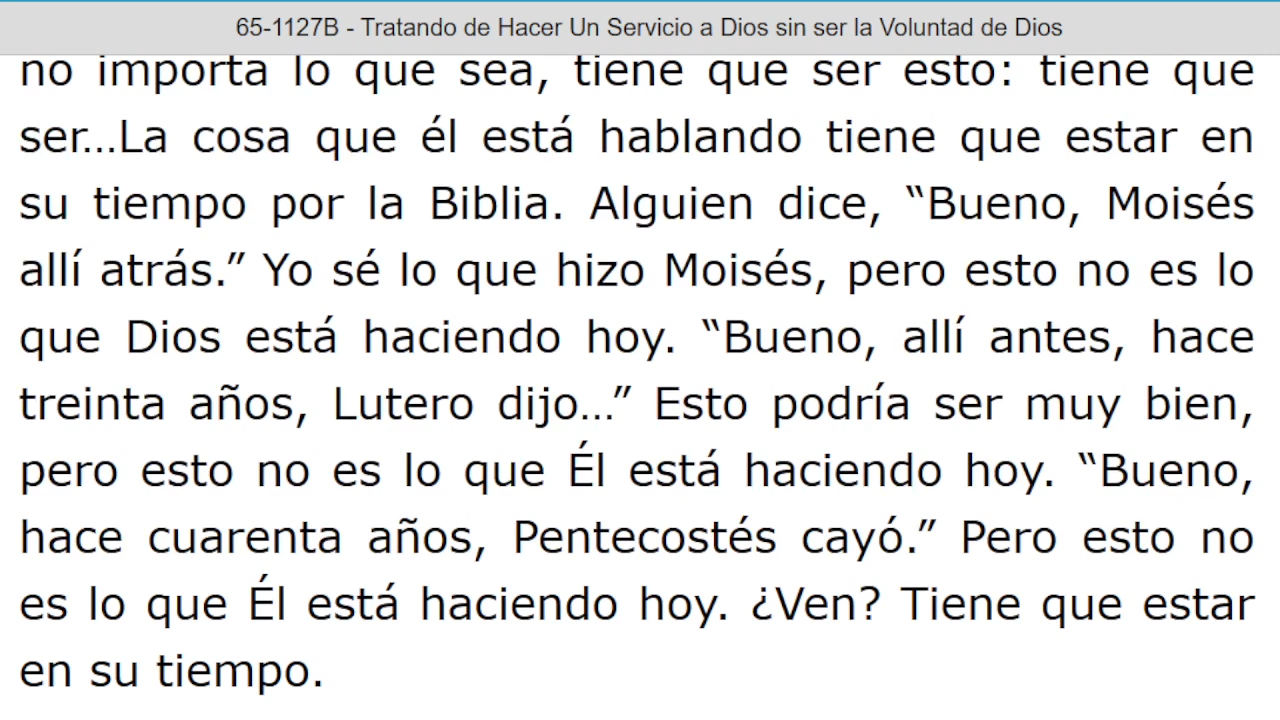 65-1127B - Tratando de Hacer Un Servicio a Dios sin ser la Voluntad de Dios
no importa lo que sea, tiene que ser esto: tiene que
ser...La cosa que él está hablando tiene que estar en
su tiempo por la Biblia. Alguien dice, “Bueno, Moisés
allí atrás.” Yo sé lo que hizo Moisés, pero esto no es lo
que Dios está haciendo hoy. “Bueno, allí antes, hace
treinta años, Lutero dijo...” Esto podría ser muy bien,
pero esto no es lo que Él está haciendo hoy. “Bueno,
hace cuarenta años, Pentecostés cayó.” Pero esto no
es lo que Él está haciendo hoy. ¿Ven? Tiene que estar
en su tiempo.